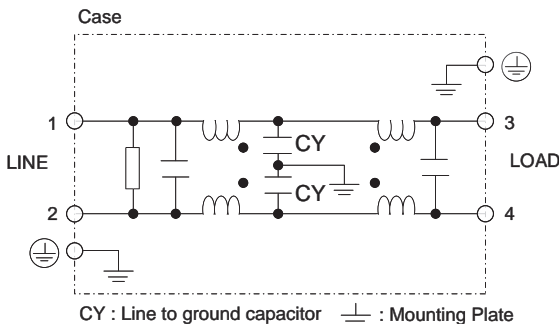 Case
1
3
LINE
CY
CY
LOAD
2
4
CY : Line to ground capacitor : Mounting Plate